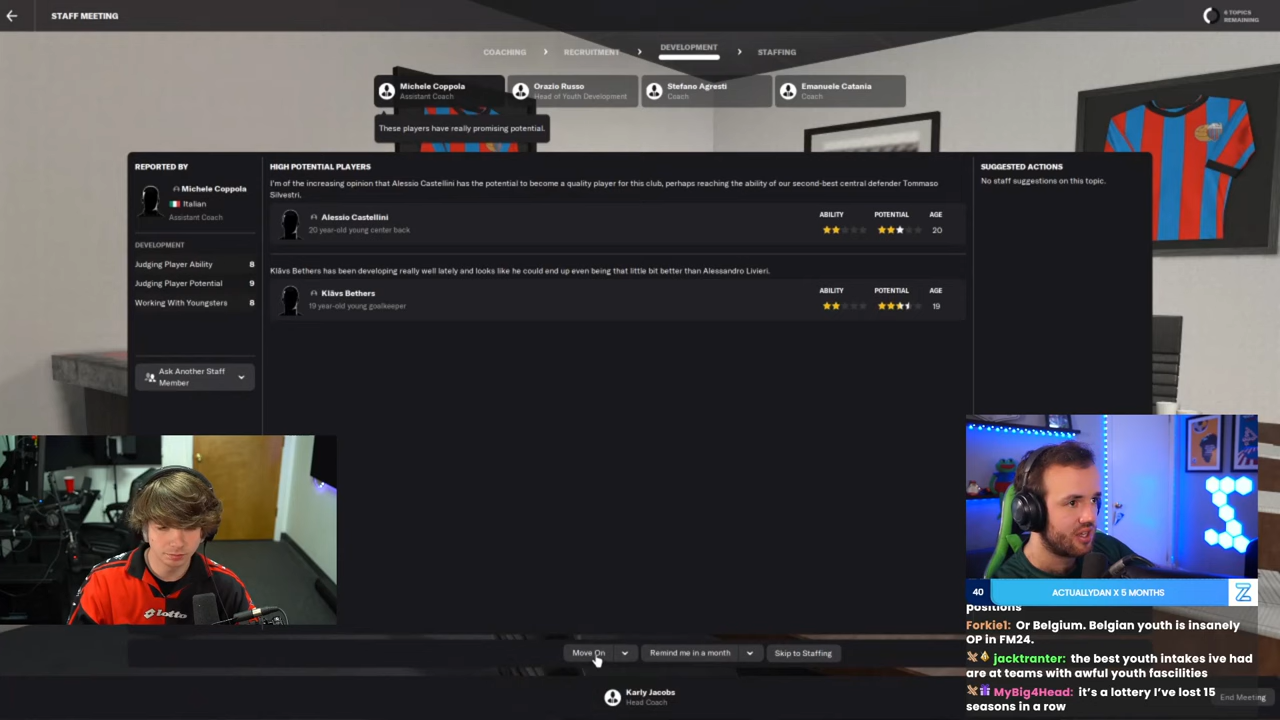 STAFF MEETING
6 TOPICS
REMAINING
COACHING
RECRUITMENT
DEVELOPMENT
STAFFING
Michele Coppola
Assistant Coach
Orazio Russo
Head of Youth Development
Stefano Agresti
Coach
Emanuele Catania
Coach
These players have really promising potential.
REPORTED BY
Michele Coppola
Italian
Assistant Coach
DEVELOPMENT
Judging Player Ability 8
Judging Player Potential 9
Working With Youngsters 8
Ask Another Staff
Member
HIGH POTENTIAL PLAYERS
I'm of the increasing opinion that Alessio Castellini has the potential to become a quality player for this club, perhaps reaching the ability of our second-best central defender Tommaso
Silvestri.
Alessio Castellini
20 year-old young center back
ABILITY POTENTIAL AGE
20
Klāvs Bethers has been developing really well lately and looks like he could end up even being that little bit better than Alessandro Livieri.
Klāvs Bethers
19 year-old young goalkeeper
ABILITY POTENTIAL AGE
19
SUGGESTED ACTIONS
No staff suggestions on this topic.
lotto
40 ACTUALLYDAN X 5 MONTHS
positions
Forkie1: Or Belgium. Belgian youth is insanely
OP in FM24.
jacktranter: the best youth intakes ive had
are at teams with awful youth fascilities
MyBig4Head: it's a lottery I've lost 15
seasons in a row
Move On
Remind me in a month
Skip to Staffing
Karly Jacobs
Head Coach
End Meeting